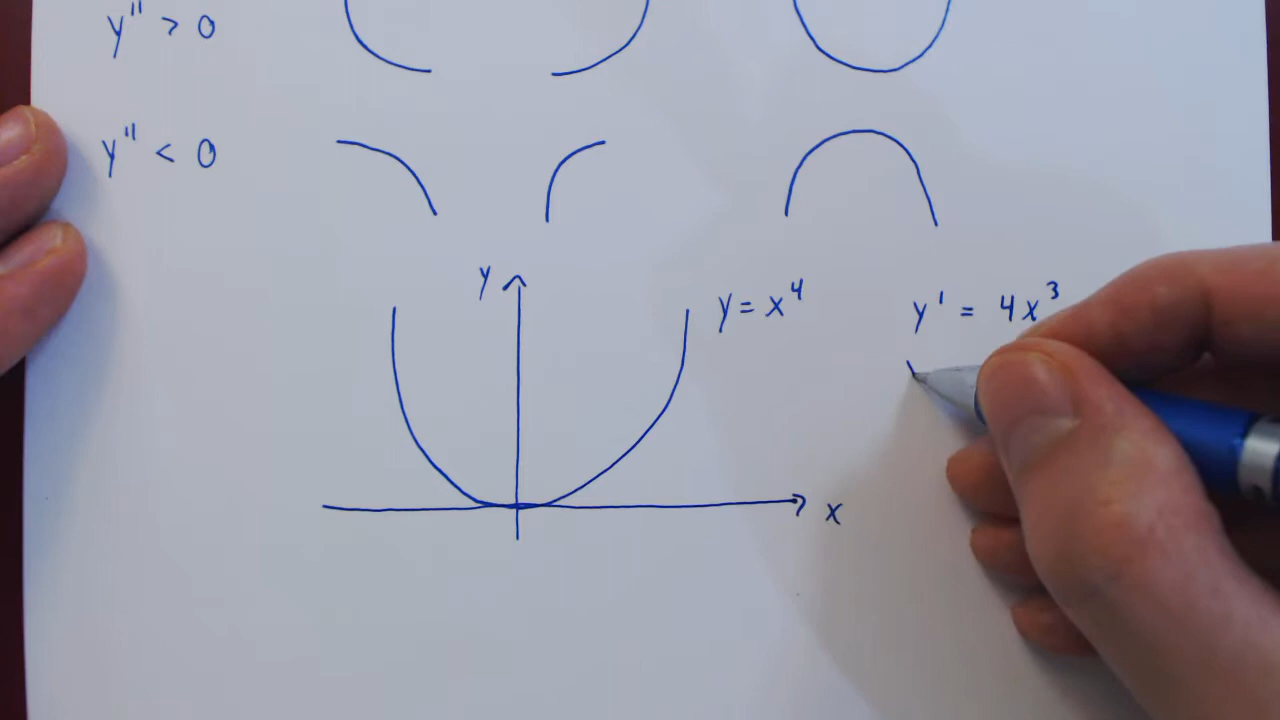 y" > 0
y" < 0
y
y = x⁴
y' = 4x³
x